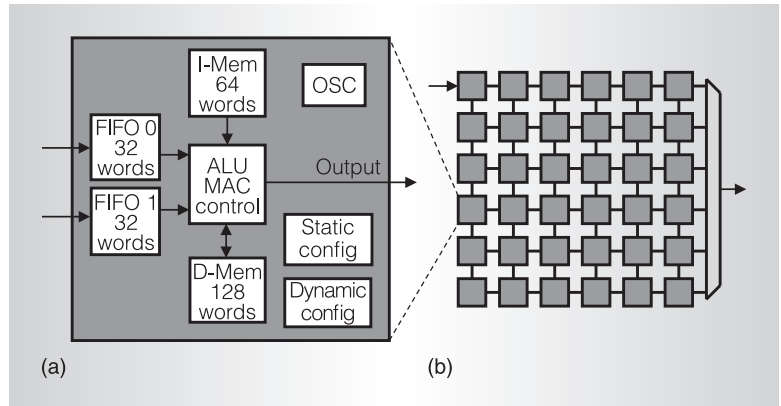 I-Mem
64
words
OSC
FIFO 0
32
words
ALU
MAC
control
Output
FIFO 1
32
words
Static
config
D-Mem
128
words
Dynamic
config
(a)
(b)